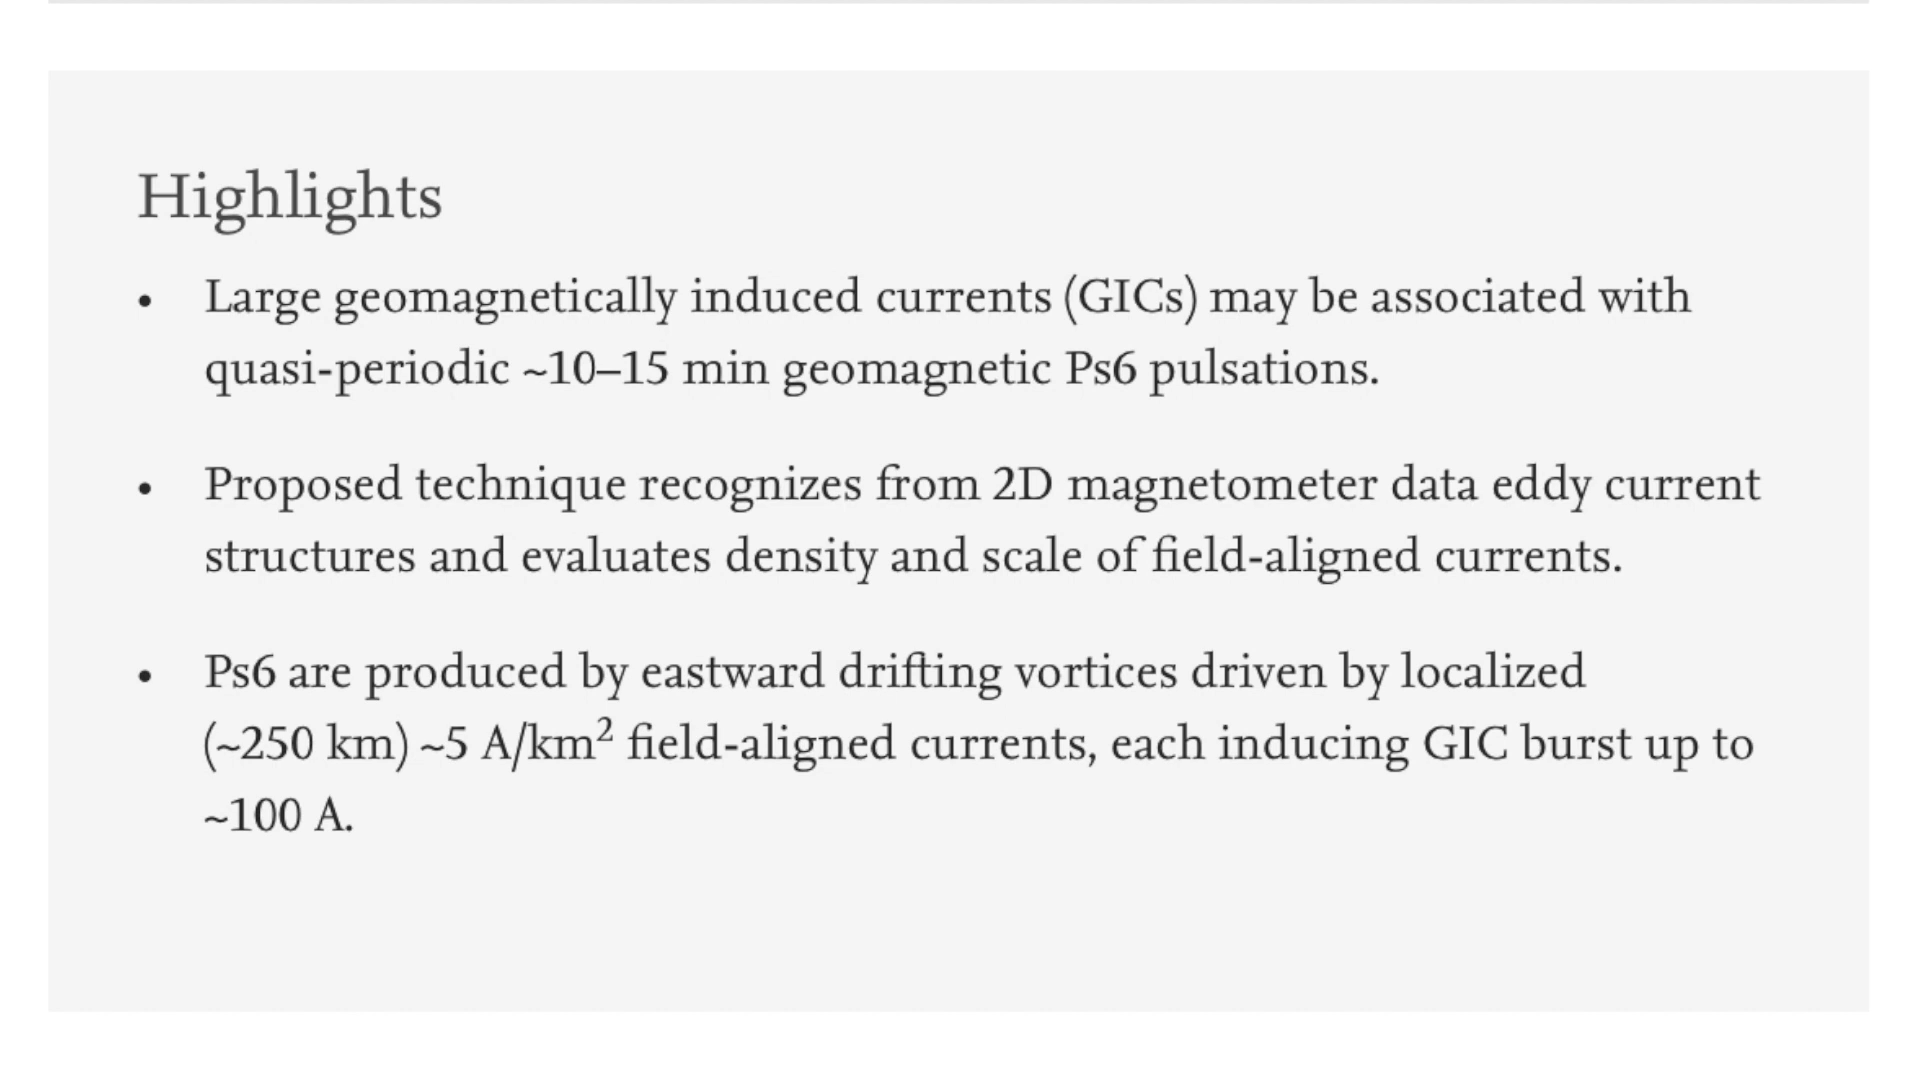 Highlights
• Large geomagnetically induced currents (GICs) may be associated with
quasi-periodic ~10–15 min geomagnetic Ps6 pulsations.
• Proposed technique recognizes from 2D magnetometer data eddy current
structures and evaluates density and scale of field-aligned currents.
• Ps6 are produced by eastward drifting vortices driven by localized
(~250 km) ~5 A/km² field-aligned currents, each inducing GIC burst up to
~100 A.